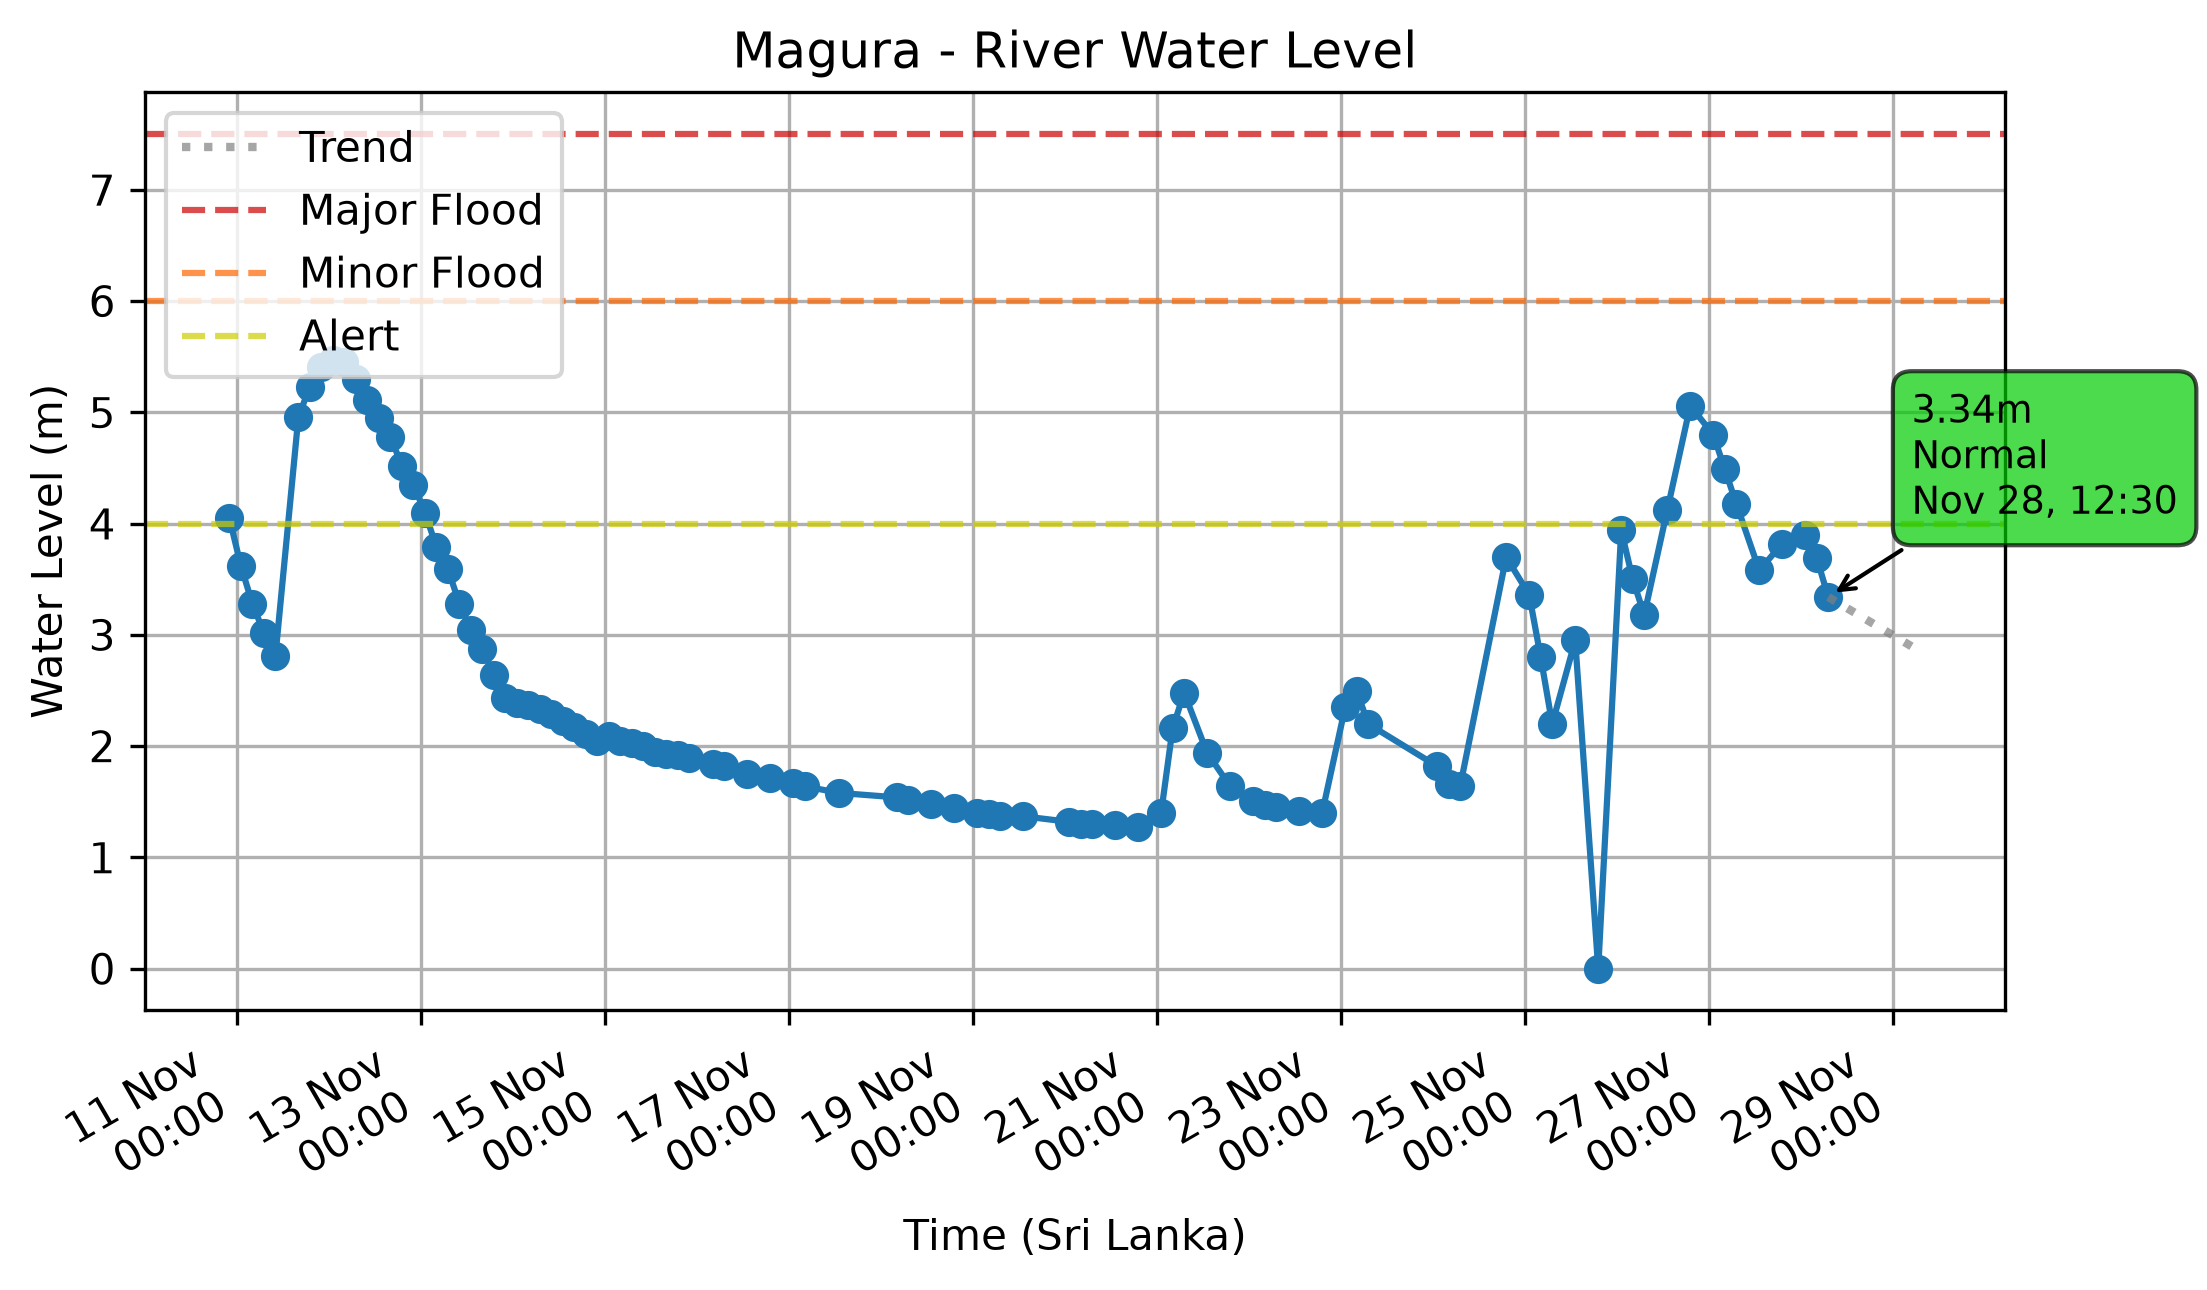 Magura - River Water Level
Trend
Major Flood
Minor Flood
Alert
3.34m
Normal
Nov 28, 12:30
Water Level (m)
7
6
5
4
3
2
1
0
11 Nov
00:00
13 Nov
00:00
15 Nov
00:00
17 Nov
00:00
19 Nov
00:00
21 Nov
00:00
23 Nov
00:00
25 Nov
00:00
27 Nov
00:00
29 Nov
00:00
Time (Sri Lanka)